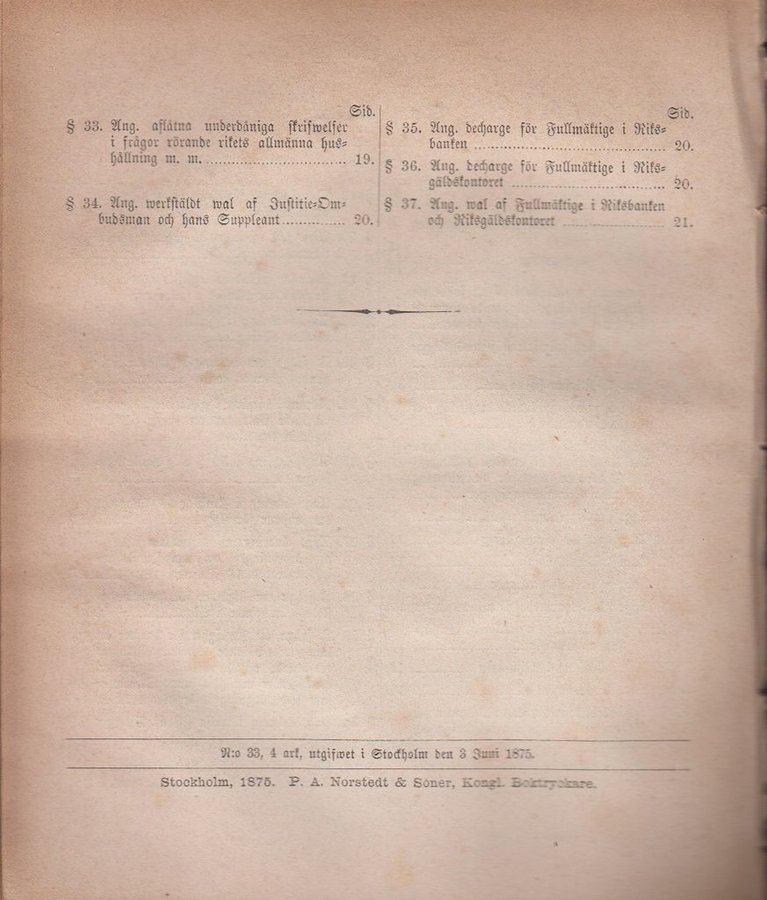 Sid.
§ 33. Ang. aflåtna underdåniga skrifwelser
i frågor rörande rikets allmänna hus=
hållning m. m. ................................ 19.
§ 34. Ang. werkstäldt wal af Justitie=Om=
budsman och hans Suppleant .............. 20.
Sid.
§ 35. Ang. decharge för Fullmäktige i Riks=
banken ........................................... 20.
§ 36. Ang. decharge för Fullmäktige i Riks=
gäldskontoret ................................... 20.
§ 37. Ang. wal af Fullmäktige i Riksbanken
och Riksgäldskontoret ....................... 21.
N:o 33, 4 ark, utgifwet i Stockholm den 3 Juni 1875.
Stockholm, 1875. P. A. Norstedt & Söner, Kongl. Boktryckare.